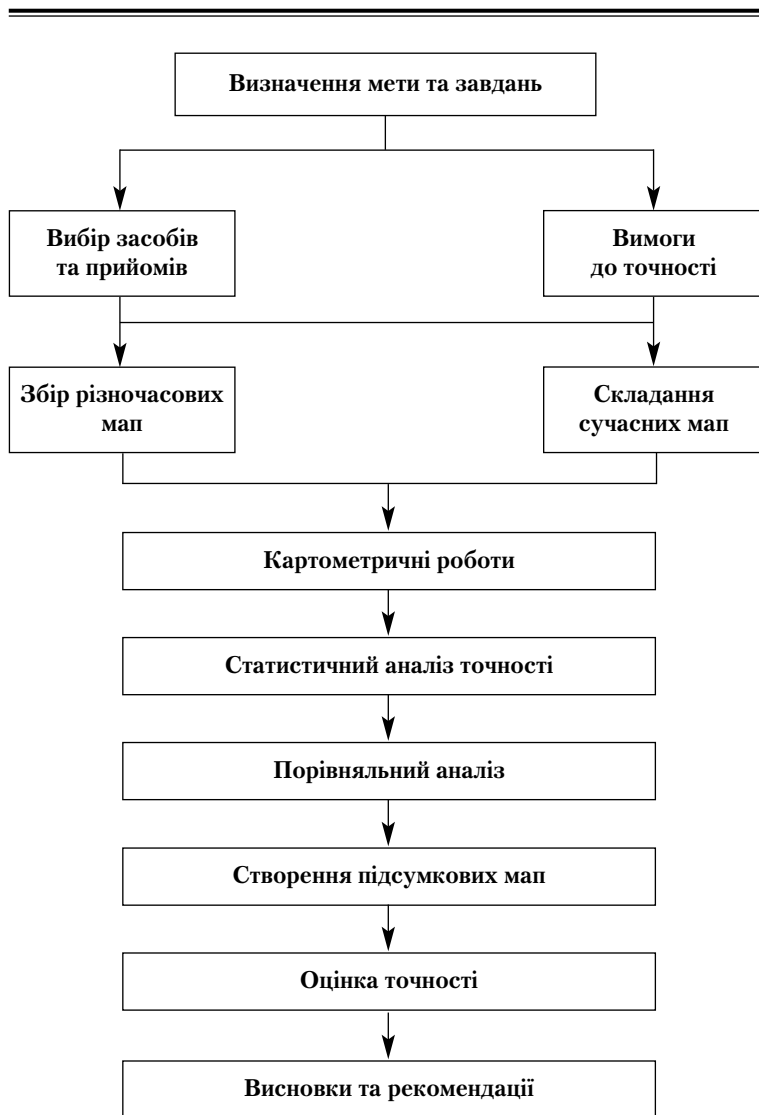 Визначення мети та завдань
Вибір засобів
та прийомів
Вимоги
до точності
Збір різночасових
мап
Складання
сучасних мап
Картометричні роботи
Статистичний аналіз точності
Порівняльний аналіз
Створення підсумкових мап
Оцінка точності
Висновки та рекомендації